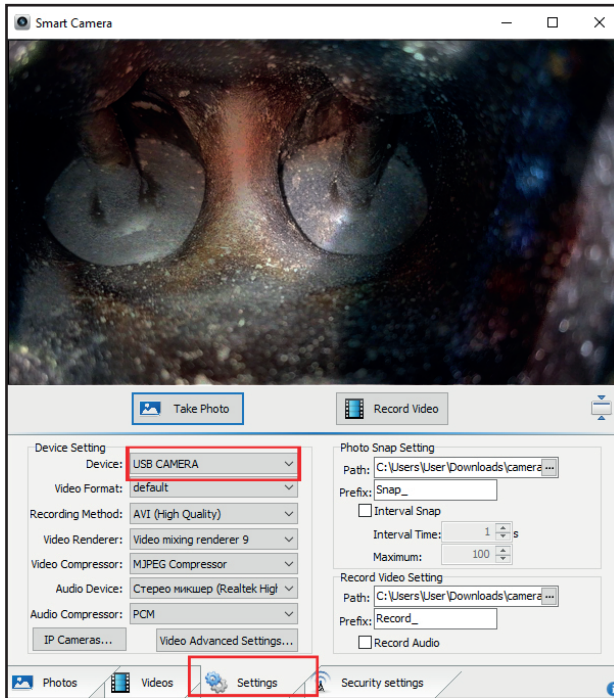 Smart Camera
Take Photo
Record Video
Device Setting
Device: USB CAMERA
Video Format: default
Recording Method: AVI (High Quality)
Video Renderer: Video mixing renderer 9
Video Compressor: MJPEG Compressor
Audio Device: Стерео микшер (Realtek High
Audio Compressor: PCM
IP Cameras... Video Advanced Settings...
Photo Snap Setting
Path: C:\Users\User\Downloads\camera ...
Prefix: Snap_
Interval Snap
Interval Time: 1 s
Maximum: 100
Record Video Setting
Path: C:\Users\User\Downloads\camera ...
Prefix: Record_
Record Audio
Photos Videos Settings Security settings